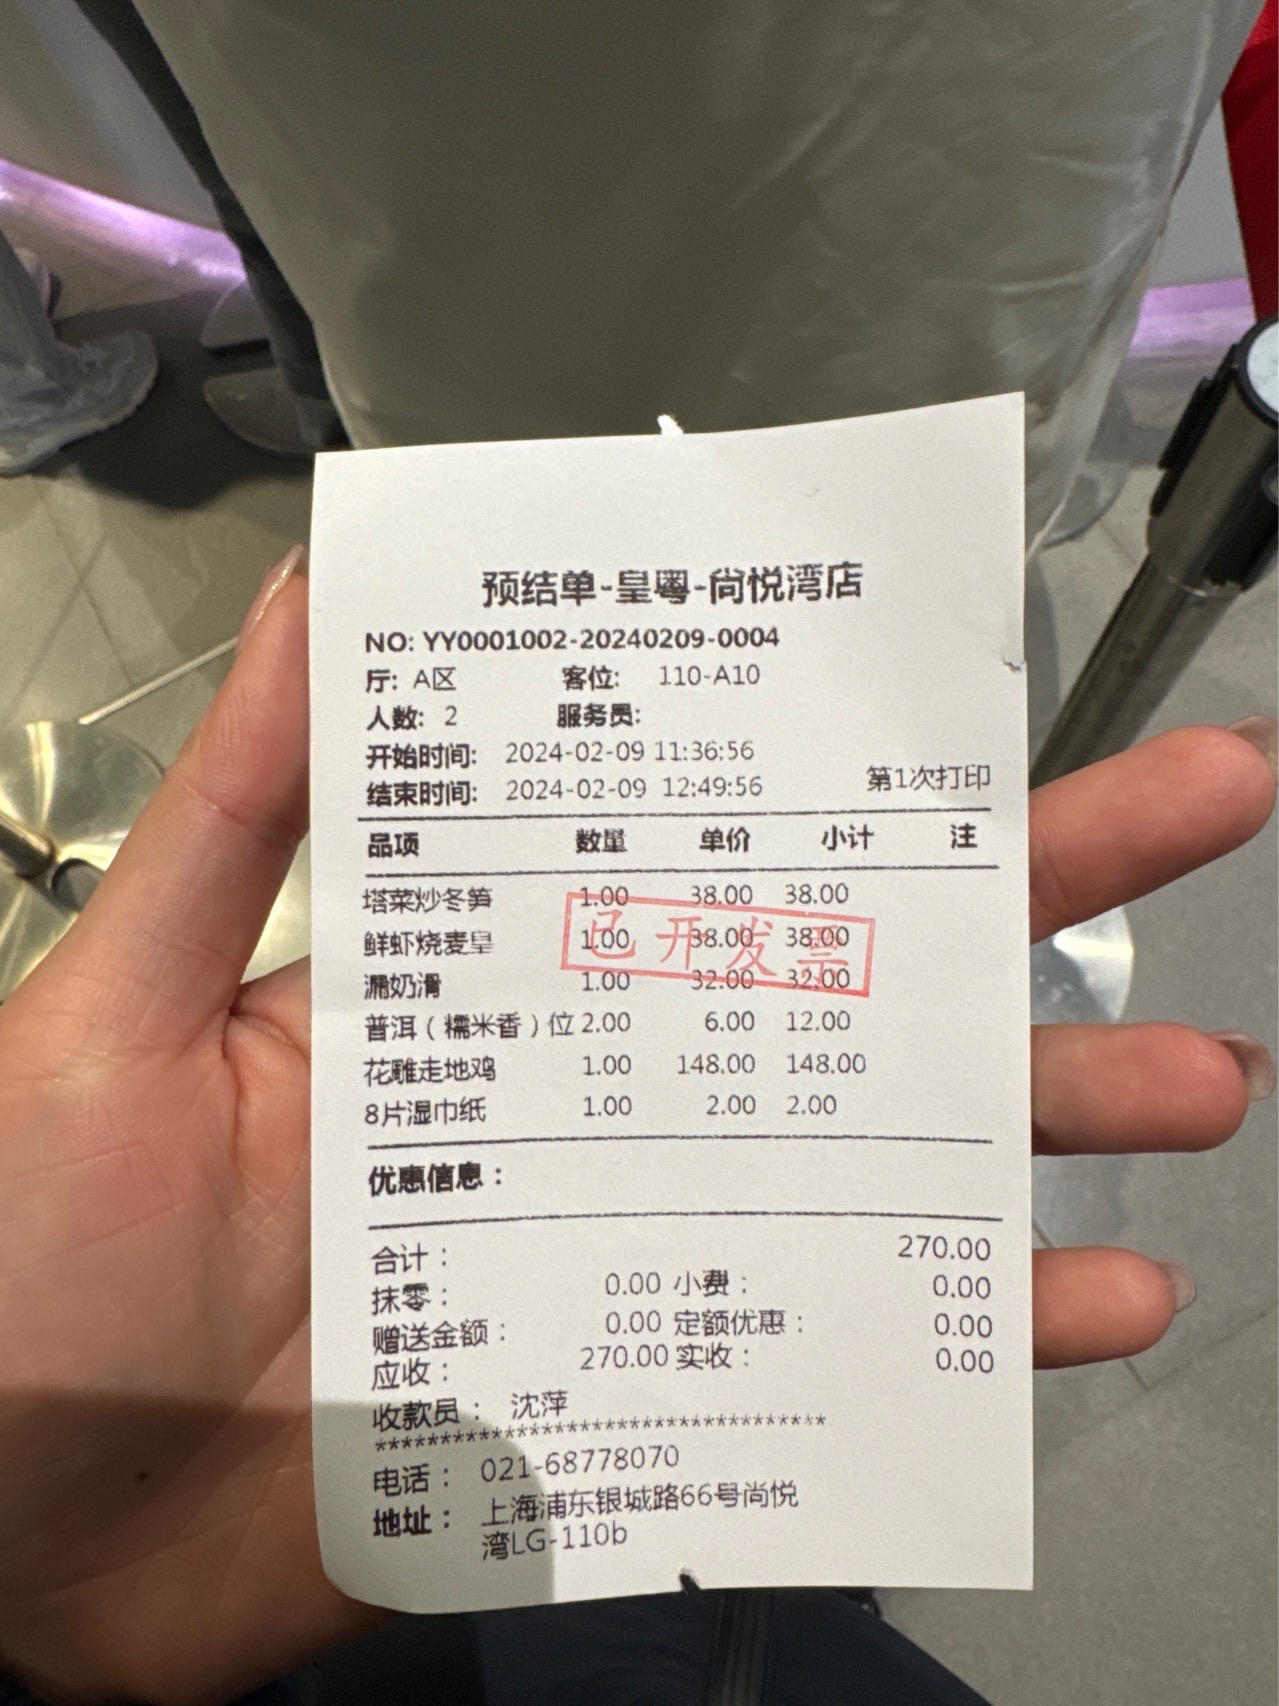 预结单-皇粤-尚悦湾店
NO: YY0001002-20240209-0004
厅: A区 客位: 110-A10
人数: 2 服务员:
开始时间: 2024-02-09 11:36:56
结束时间: 2024-02-09 12:49:56 第1次打印
品项 数量 单价 小计 注
塔菜炒冬笋 1.00 38.00 38.00
鲜虾烧麦皇 1.00 38.00 38.00
已开发票
漏奶滑 1.00 32.00 32.00
普洱（糯米香）位 2.00 6.00 12.00
花雕走地鸡 1.00 148.00 148.00
8片湿巾纸 1.00 2.00 2.00
优惠信息：
合计： 270.00
抹零： 0.00 小费： 0.00
赠送金额： 0.00 定额优惠： 0.00
应收： 270.00 实收： 0.00
收款员： 沈萍
***********************************
电话： 021-68778070
地址： 上海浦东银城路66号尚悦
湾LG-110b